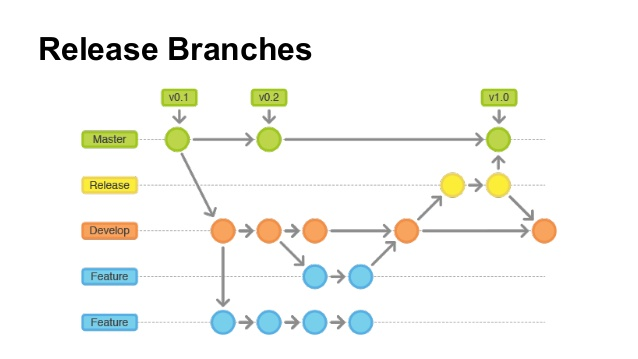 Release Branches
v0.1
v0.2
v1.0
Master
Release
Develop
Feature
Feature